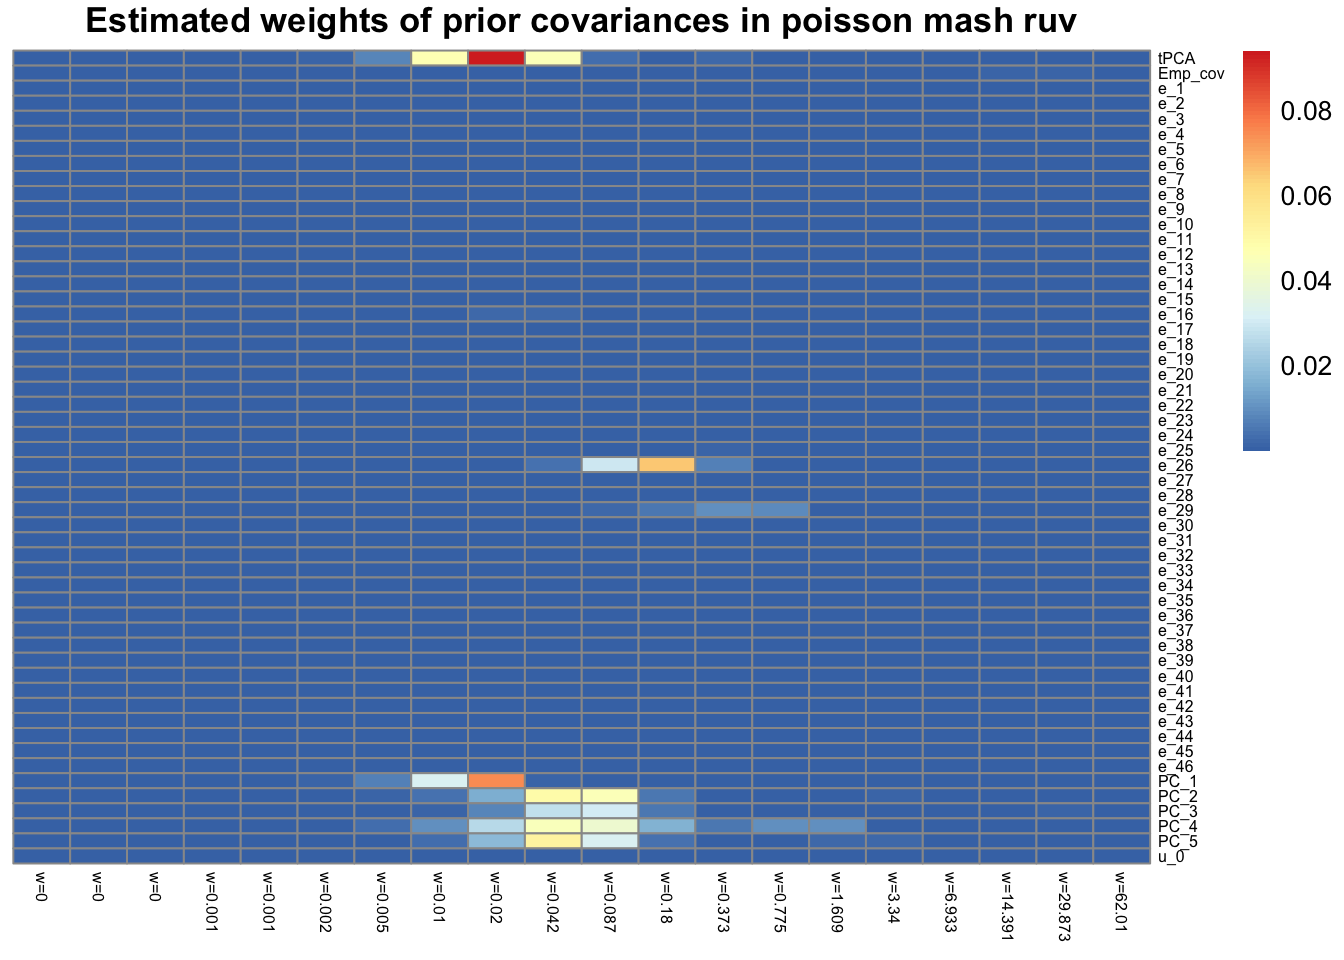 Estimated weights of prior covariances in poisson mash ruv
tPCA
Emp_cov
e_1
e_2
e_3
e_4
e_5
e_6
e_7
e_8
e_9
e_10
e_11
e_12
e_13
e_14
e_15
e_16
e_17
e_18
e_19
e_20
e_21
e_22
e_23
e_24
e_25
e_26
e_27
e_28
e_29
e_30
e_31
e_32
e_33
e_34
e_35
e_36
e_37
e_38
e_39
e_40
e_41
e_42
e_43
e_44
e_45
e_46
PC_1
PC_2
PC_3
PC_4
PC_5
u_0
0.08
0.06
0.04
0.02
w=0
w=0
w=0
w=0.001
w=0.001
w=0.002
w=0.005
w=0.01
w=0.02
w=0.042
w=0.087
w=0.18
w=0.373
w=0.775
w=1.609
w=3.34
w=6.933
w=14.391
w=29.873
w=62.01